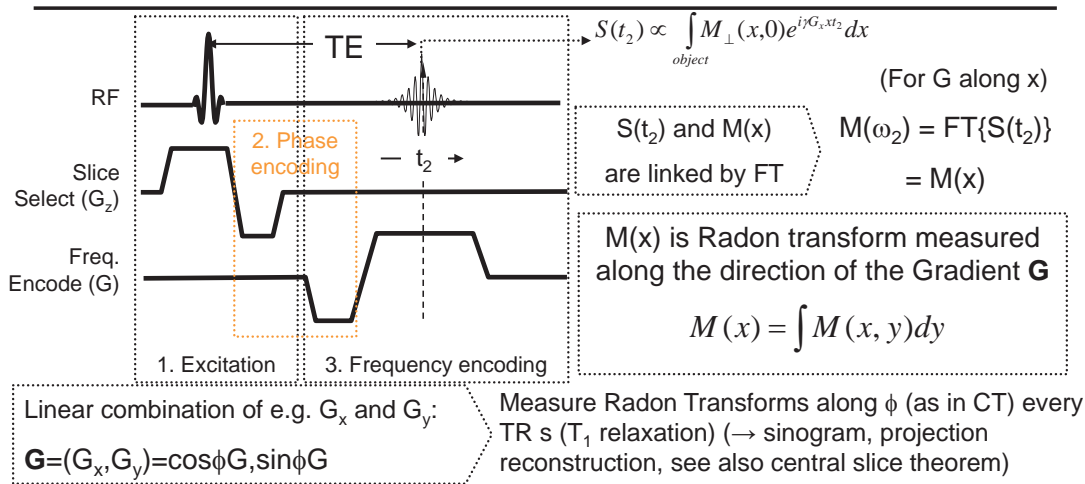 TE
S(t₂) ∝ ∫object M⊥(x,0)e^{iγGₓxt₂}dx
(For G along x)
RF
2. Phase
encoding
t₂
S(t₂) and M(x)
are linked by FT
M(ω₂) = FT{S(t₂)}
= M(x)
Slice
Select (G_z)
M(x) is Radon transform measured
along the direction of the Gradient G
M(x) = ∫M(x, y)dy
Freq.
Encode (G)
1. Excitation
3. Frequency encoding
Linear combination of e.g. Gₓ and G_y:
G=(Gₓ,G_y)=cosϕG,sinϕG
Measure Radon Transforms along ϕ (as in CT) every
TR s (T₁ relaxation) (→ sinogram, projection
reconstruction, see also central slice theorem)